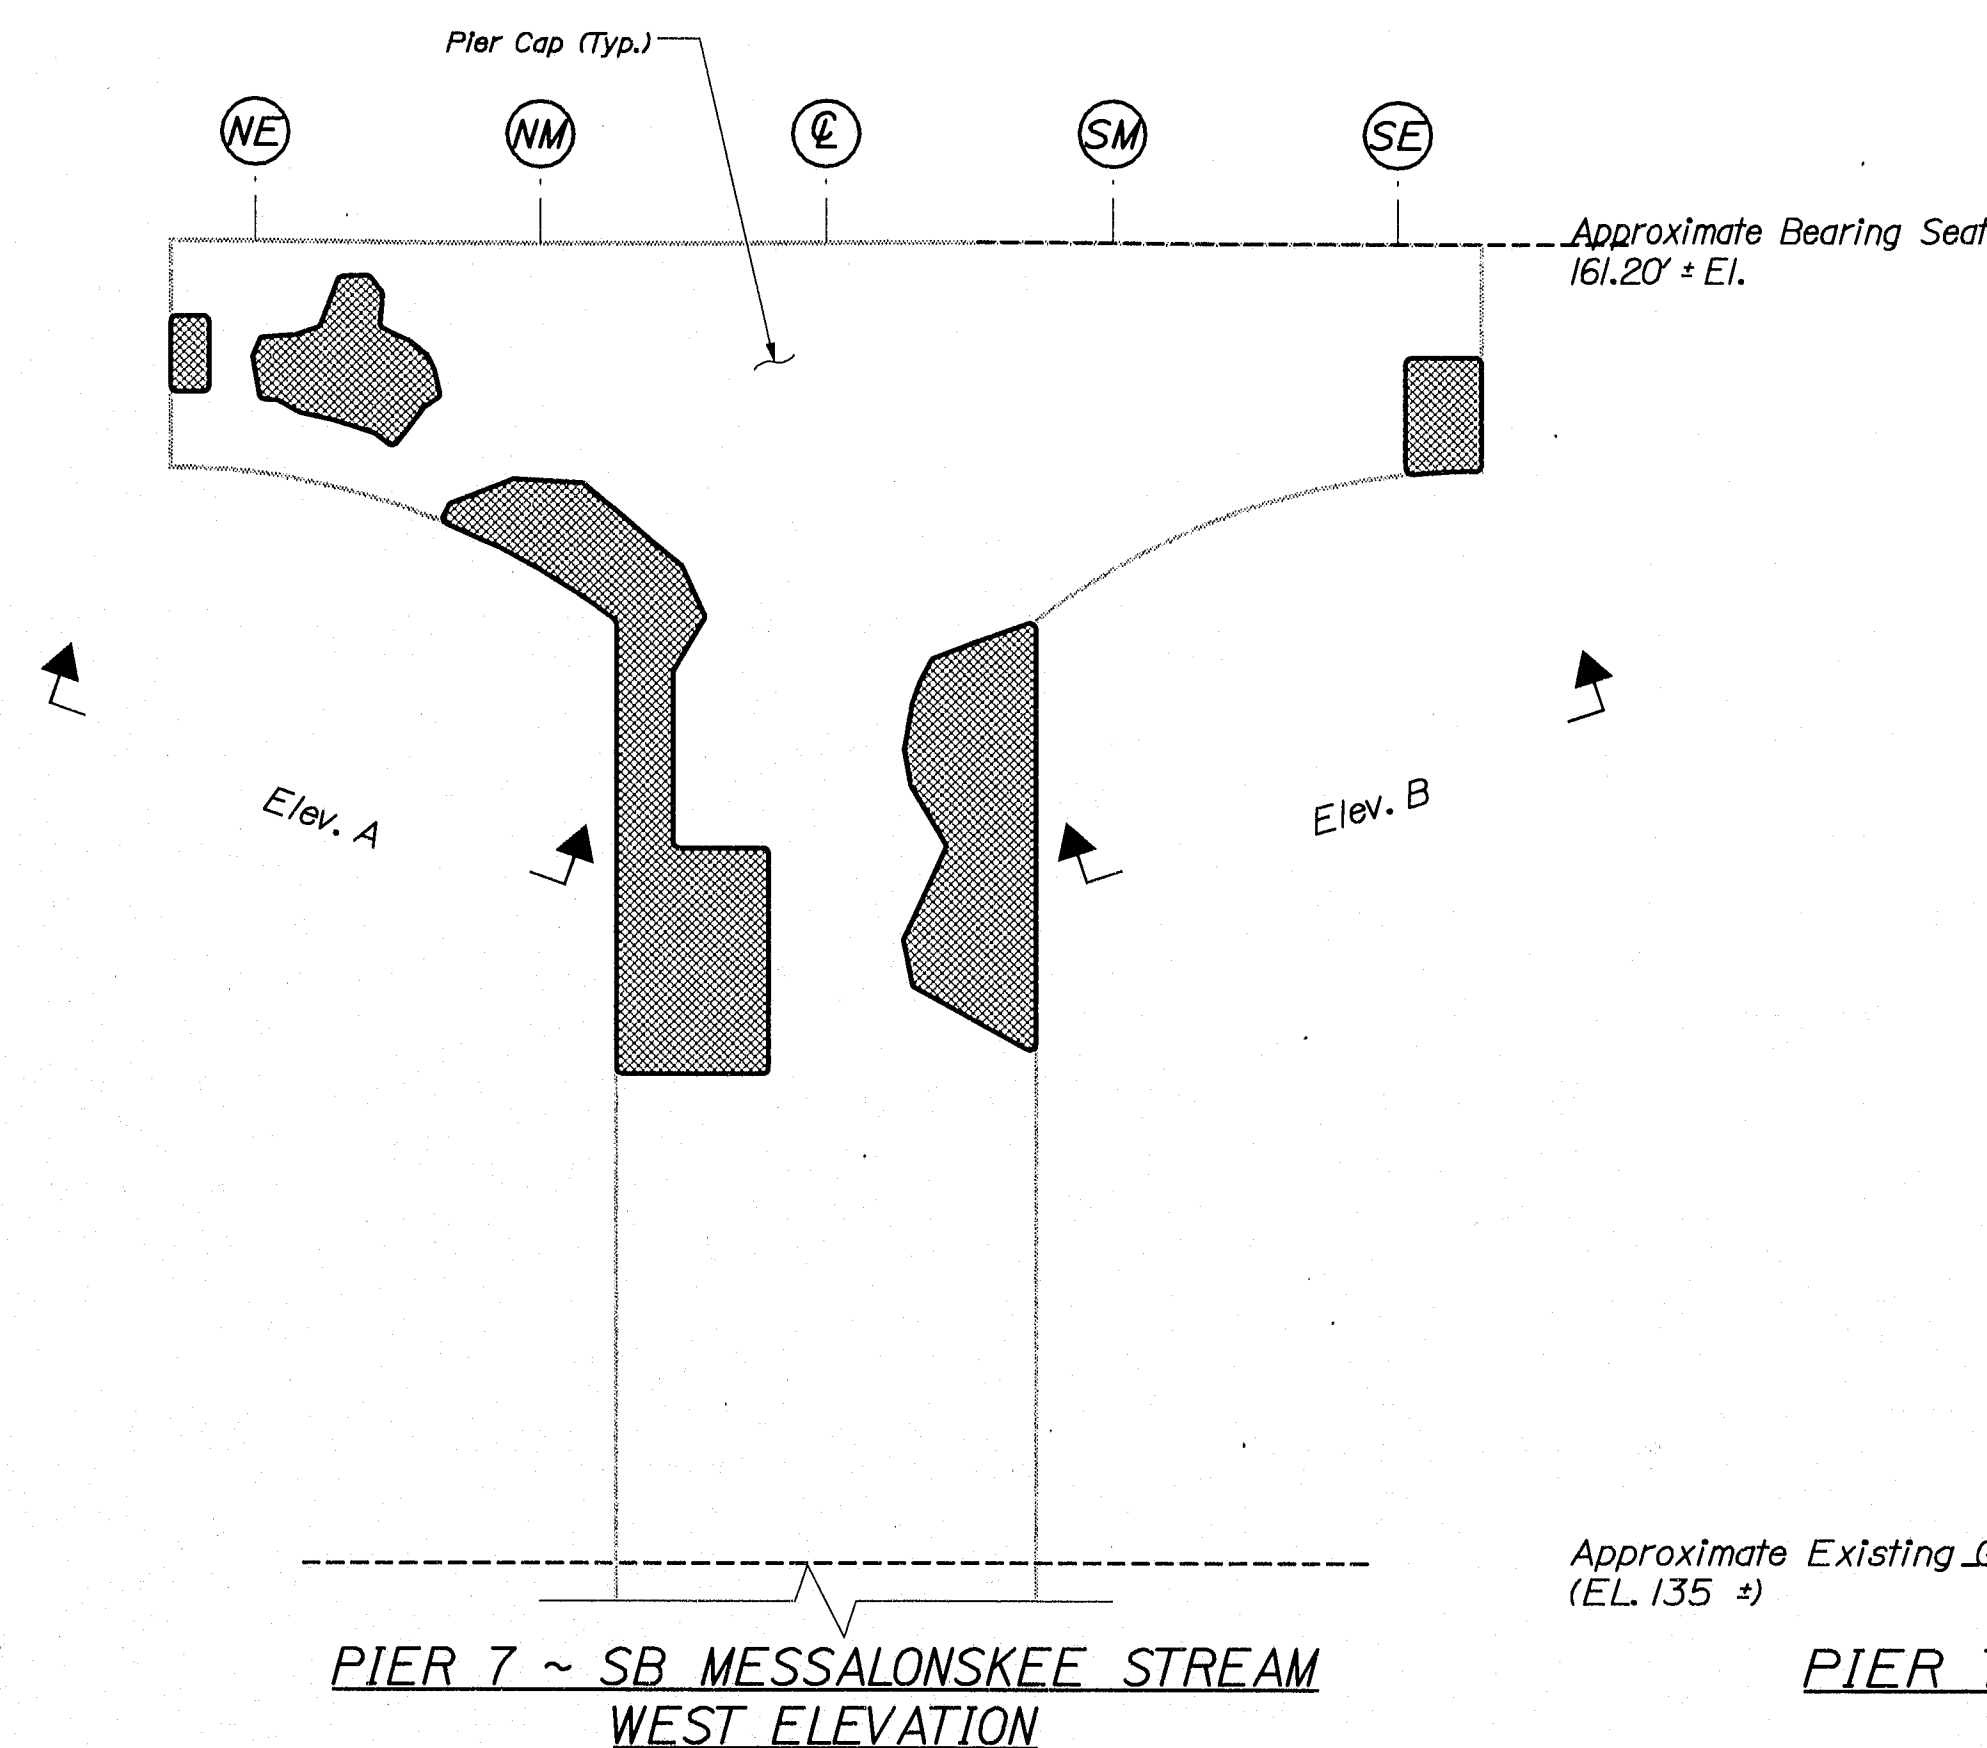 Pier Cap (Typ.)
NE NM ℄ SM SE
Approximate Bearing Seat
161.20' ± El.
Elev. A
Elev. B
Approximate Existing G
(EL. 135 ±)
PIER 7 ~ SB MESSALONSKEE STREAM
WEST ELEVATION
PIER